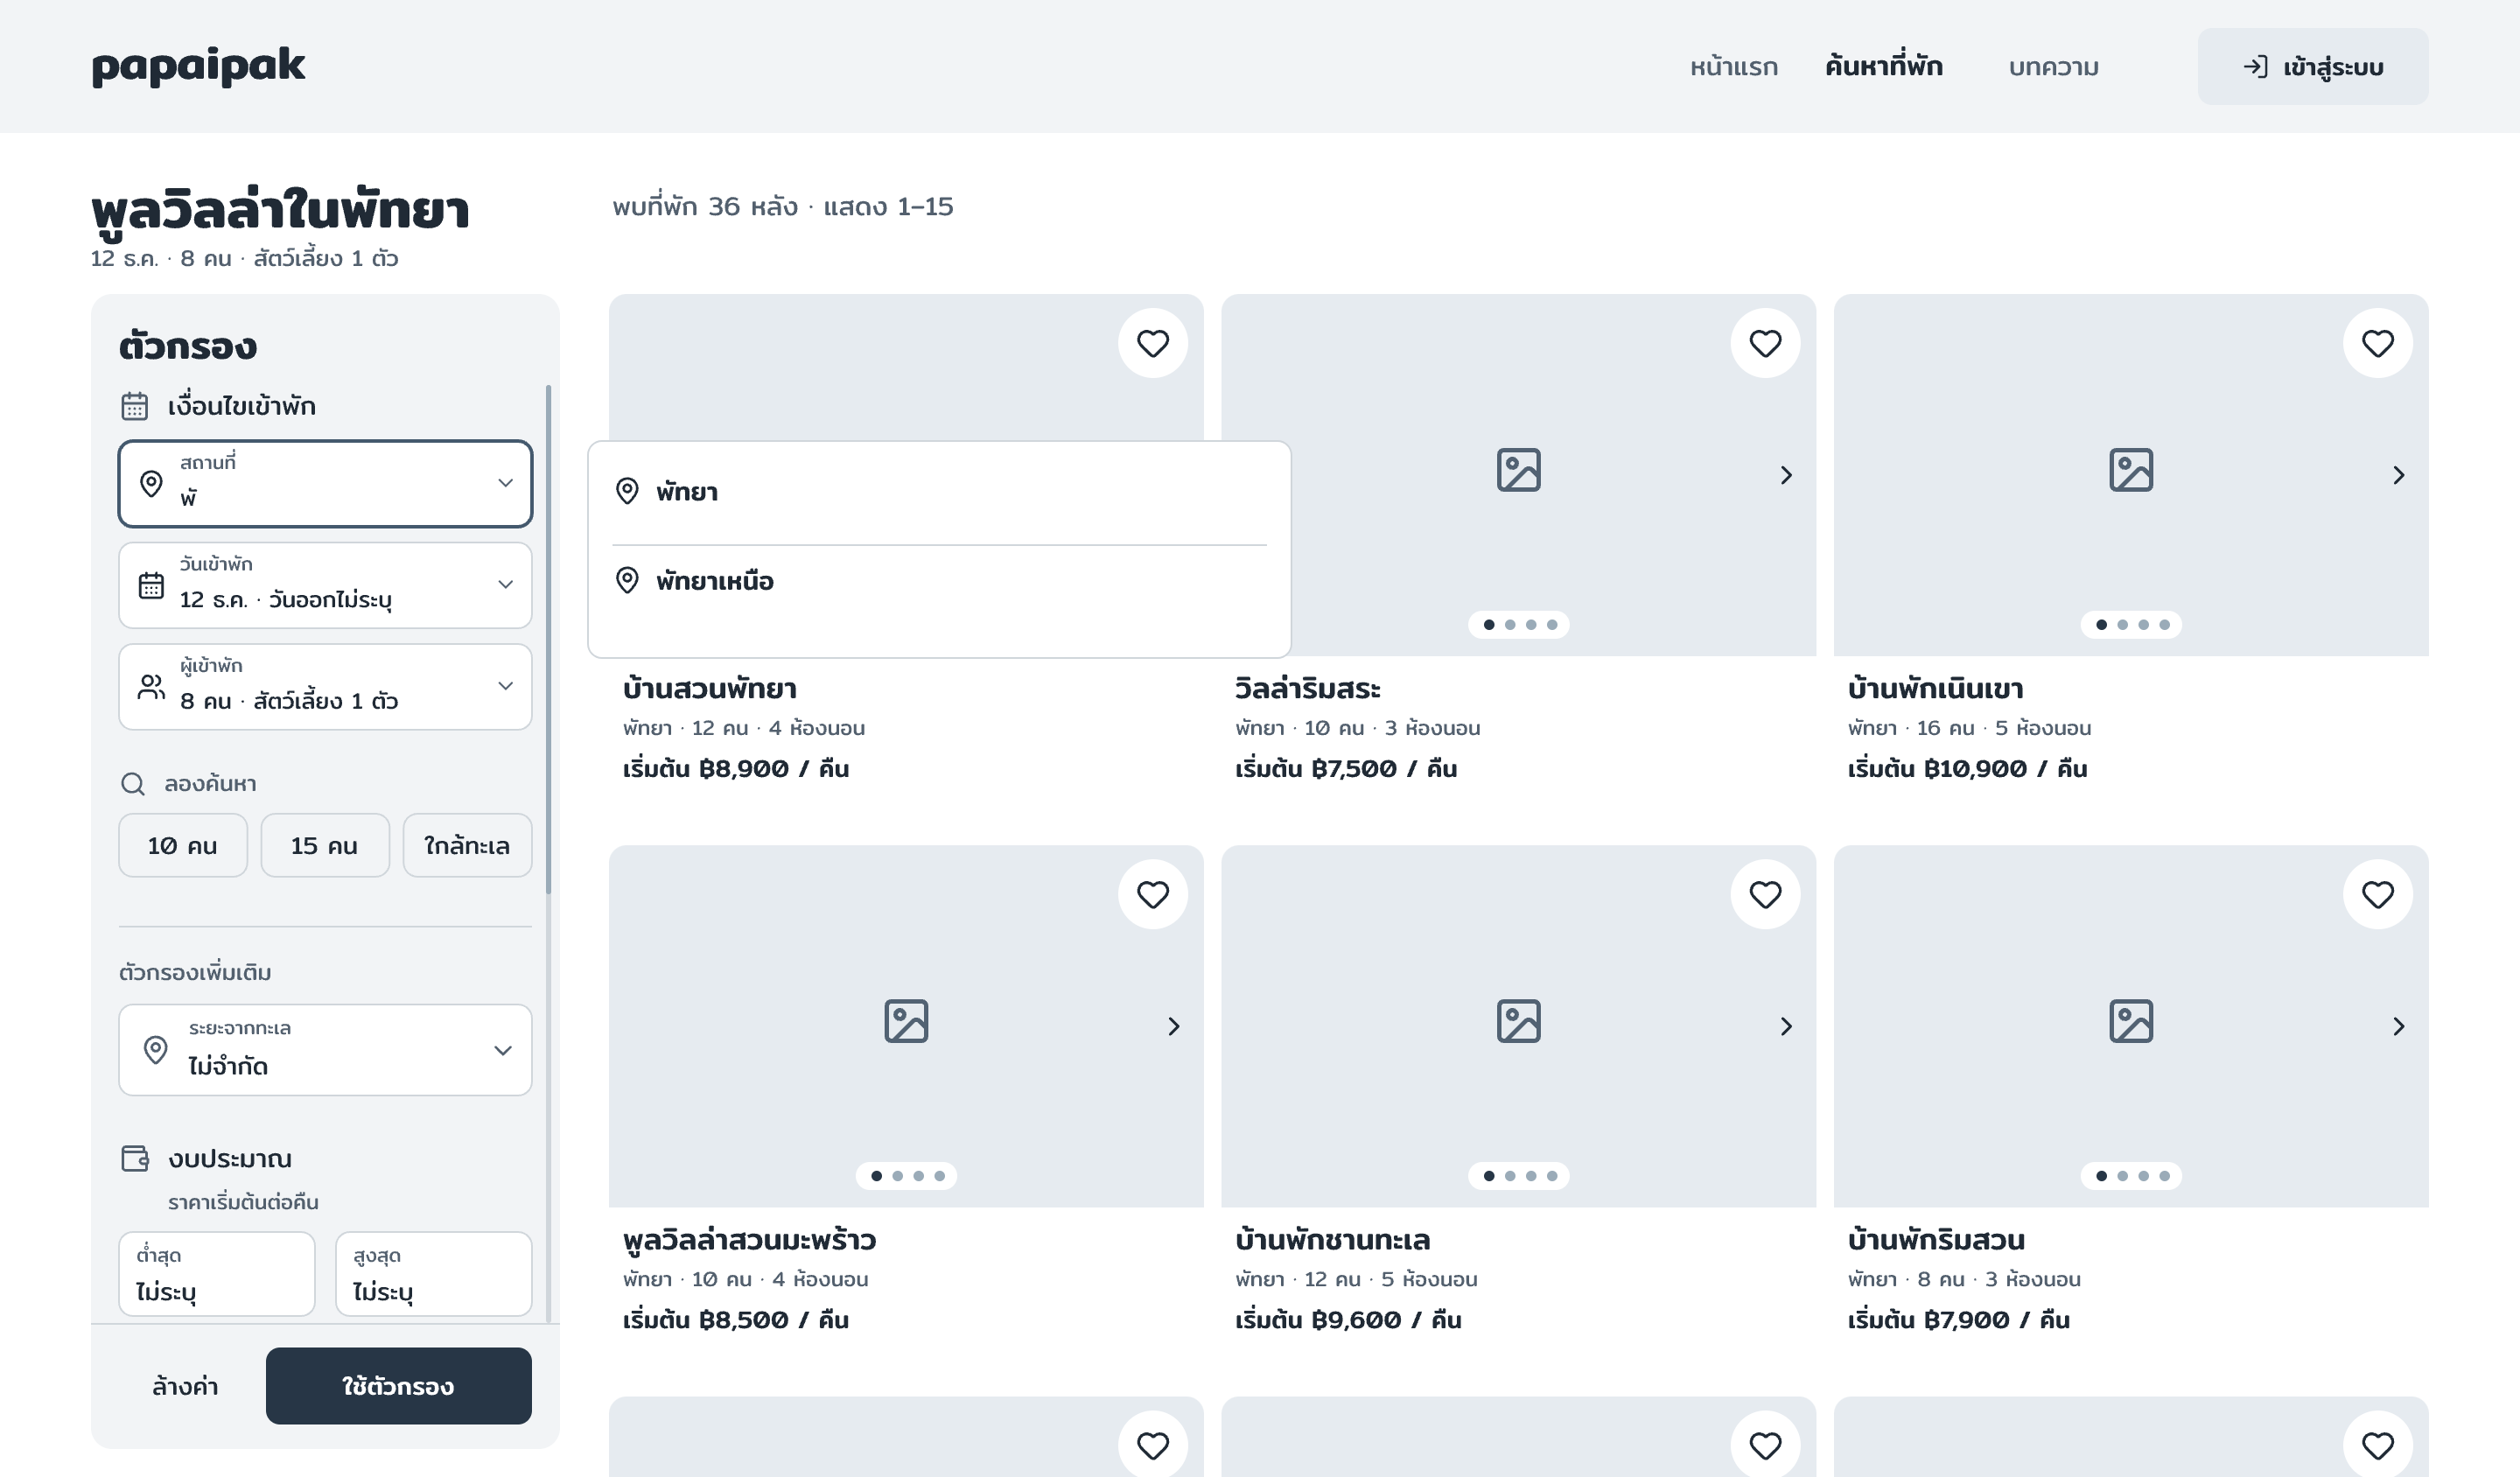 papaipak
หน้าแรก
ค้นหาที่พัก
บทความ
เข้าสู่ระบบ
พูลวิลล่าในพัทยา
12 ธ.ค. · 8 คน · สัตว์เลี้ยง 1 ตัว
พบที่พัก 36 หลัง · แสดง 1–15
ตัวกรอง
เงื่อนไขเข้าพัก
สถานที่
พั
วันเข้าพัก
12 ธ.ค. · วันออกไม่ระบุ
ผู้เข้าพัก
8 คน · สัตว์เลี้ยง 1 ตัว
ลองค้นหา
10 คน
15 คน
ใกล้ทะเล
ตัวกรองเพิ่มเติม
ระยะจากทะเล
ไม่จำกัด
งบประมาณ
ราคาเริ่มต้นต่อคืน
ต่ำสุด
ไม่ระบุ
สูงสุด
ไม่ระบุ
ล้างค่า
ใช้ตัวกรอง
พัทยา
พัทยาเหนือ
บ้านสวนพัทยา
พัทยา · 12 คน · 4 ห้องนอน
เริ่มต้น ฿8,900 / คืน
วิลล่าริมสระ
พัทยา · 10 คน · 3 ห้องนอน
เริ่มต้น ฿7,500 / คืน
บ้านพักเนินเขา
พัทยา · 16 คน · 5 ห้องนอน
เริ่มต้น ฿10,900 / คืน
พูลวิลล่าสวนมะพร้าว
พัทยา · 10 คน · 4 ห้องนอน
เริ่มต้น ฿8,500 / คืน
บ้านพักชานทะเล
พัทยา · 12 คน · 5 ห้องนอน
เริ่มต้น ฿9,600 / คืน
บ้านพักริมสวน
พัทยา · 8 คน · 3 ห้องนอน
เริ่มต้น ฿7,900 / คืน